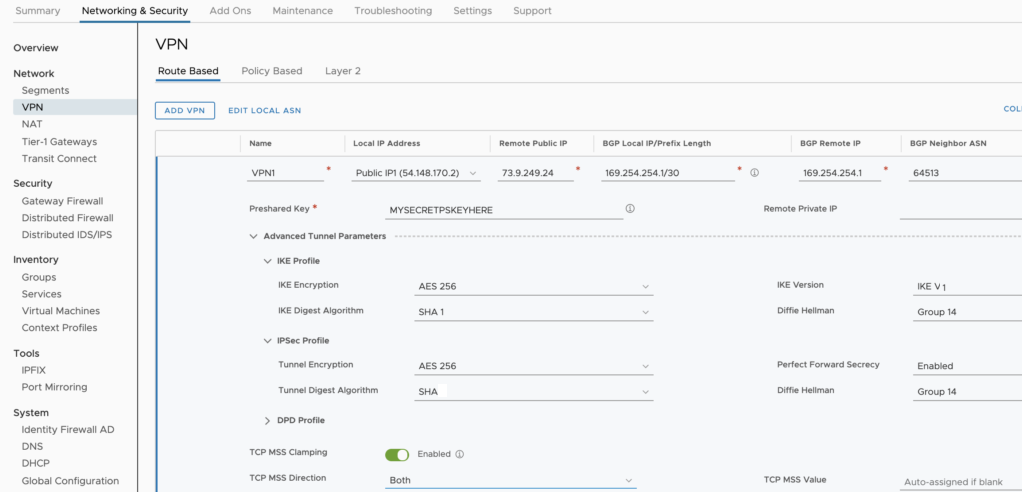 Summary Networking & Security Add Ons Maintenance Troubleshooting Settings Support
Overview
Network
Segments
VPN
NAT
Tier-1 Gateways
Transit Connect
Security
Gateway Firewall
Distributed Firewall
Distributed IDS/IPS
Inventory
Groups
Services
Virtual Machines
Context Profiles
Tools
IPFIX
Port Mirroring
System
Identity Firewall AD
DNS
DHCP
Global Configuration
VPN
Route Based Policy Based Layer 2
ADD VPN EDIT LOCAL ASN COL
Name Local IP Address Remote Public IP BGP Local IP/Prefix Length BGP Remote IP BGP Neighbor ASN
VPN1 * Public IP1 (54.148.170.2) 73.9.249.24 * 169.254.254.1/30 * 169.254.254.1 * 64513
Preshared Key * MYSECRETPSKEYHERE Remote Private IP
Advanced Tunnel Parameters
IKE Profile
IKE Encryption AES 256 IKE Version IKE V 1
IKE Digest Algorithm SHA 1 Diffie Hellman Group 14
IPSec Profile
Tunnel Encryption AES 256 Perfect Forward Secrecy Enabled
Tunnel Digest Algorithm SHA Diffie Hellman Group 14
DPD Profile
TCP MSS Clamping Enabled
TCP MSS Direction Both TCP MSS Value Auto-assigned if blank